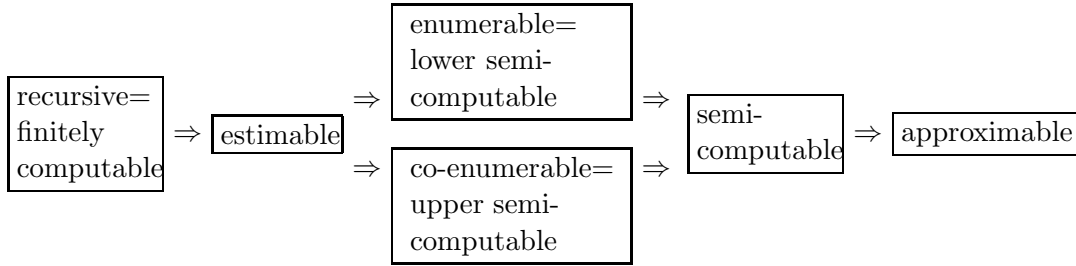 recursive=
finitely
computable
⇒
estimable
⇒
enumerable=
lower semi-
computable
⇒
⇒
co-enumerable=
upper semi-
computable
⇒
semi-
computable
⇒
approximable